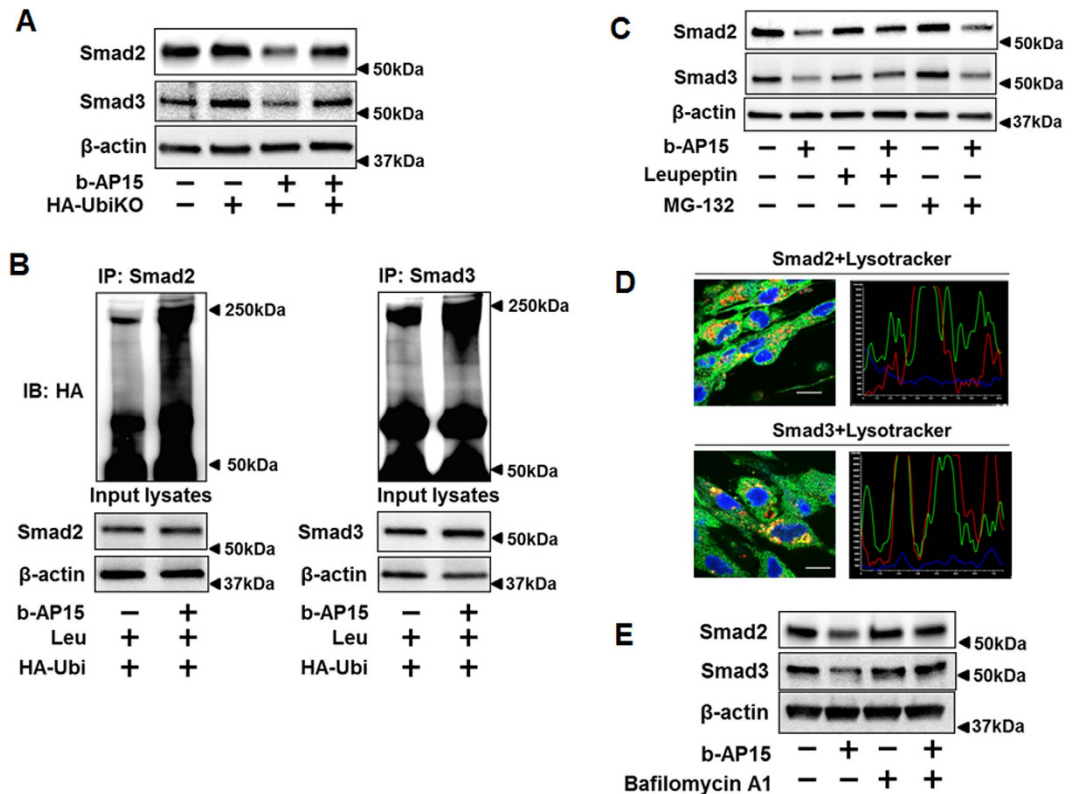 A
Smad2
50kDa
Smad3
50kDa
β-actin
37kDa
b-AP15 − − + +
HA-UbiKO − + − +
B
IP: Smad2
250kDa
IB: HA
50kDa
Input lysates
Smad2
50kDa
β-actin
37kDa
b-AP15 − +
Leu + +
HA-Ubi + +
IP: Smad3
250kDa
50kDa
Input lysates
Smad3
50kDa
β-actin
37kDa
b-AP15 − +
Leu + +
HA-Ubi + +
C
Smad2
50kDa
Smad3
50kDa
β-actin
37kDa
b-AP15 − + − + − +
Leupeptin − − + + − −
MG-132 − − − − + +
D
Smad2+Lysotracker
Smad3+Lysotracker
E
Smad2
50kDa
Smad3
50kDa
β-actin
37kDa
b-AP15 − + − +
Bafilomycin A1 − − + +